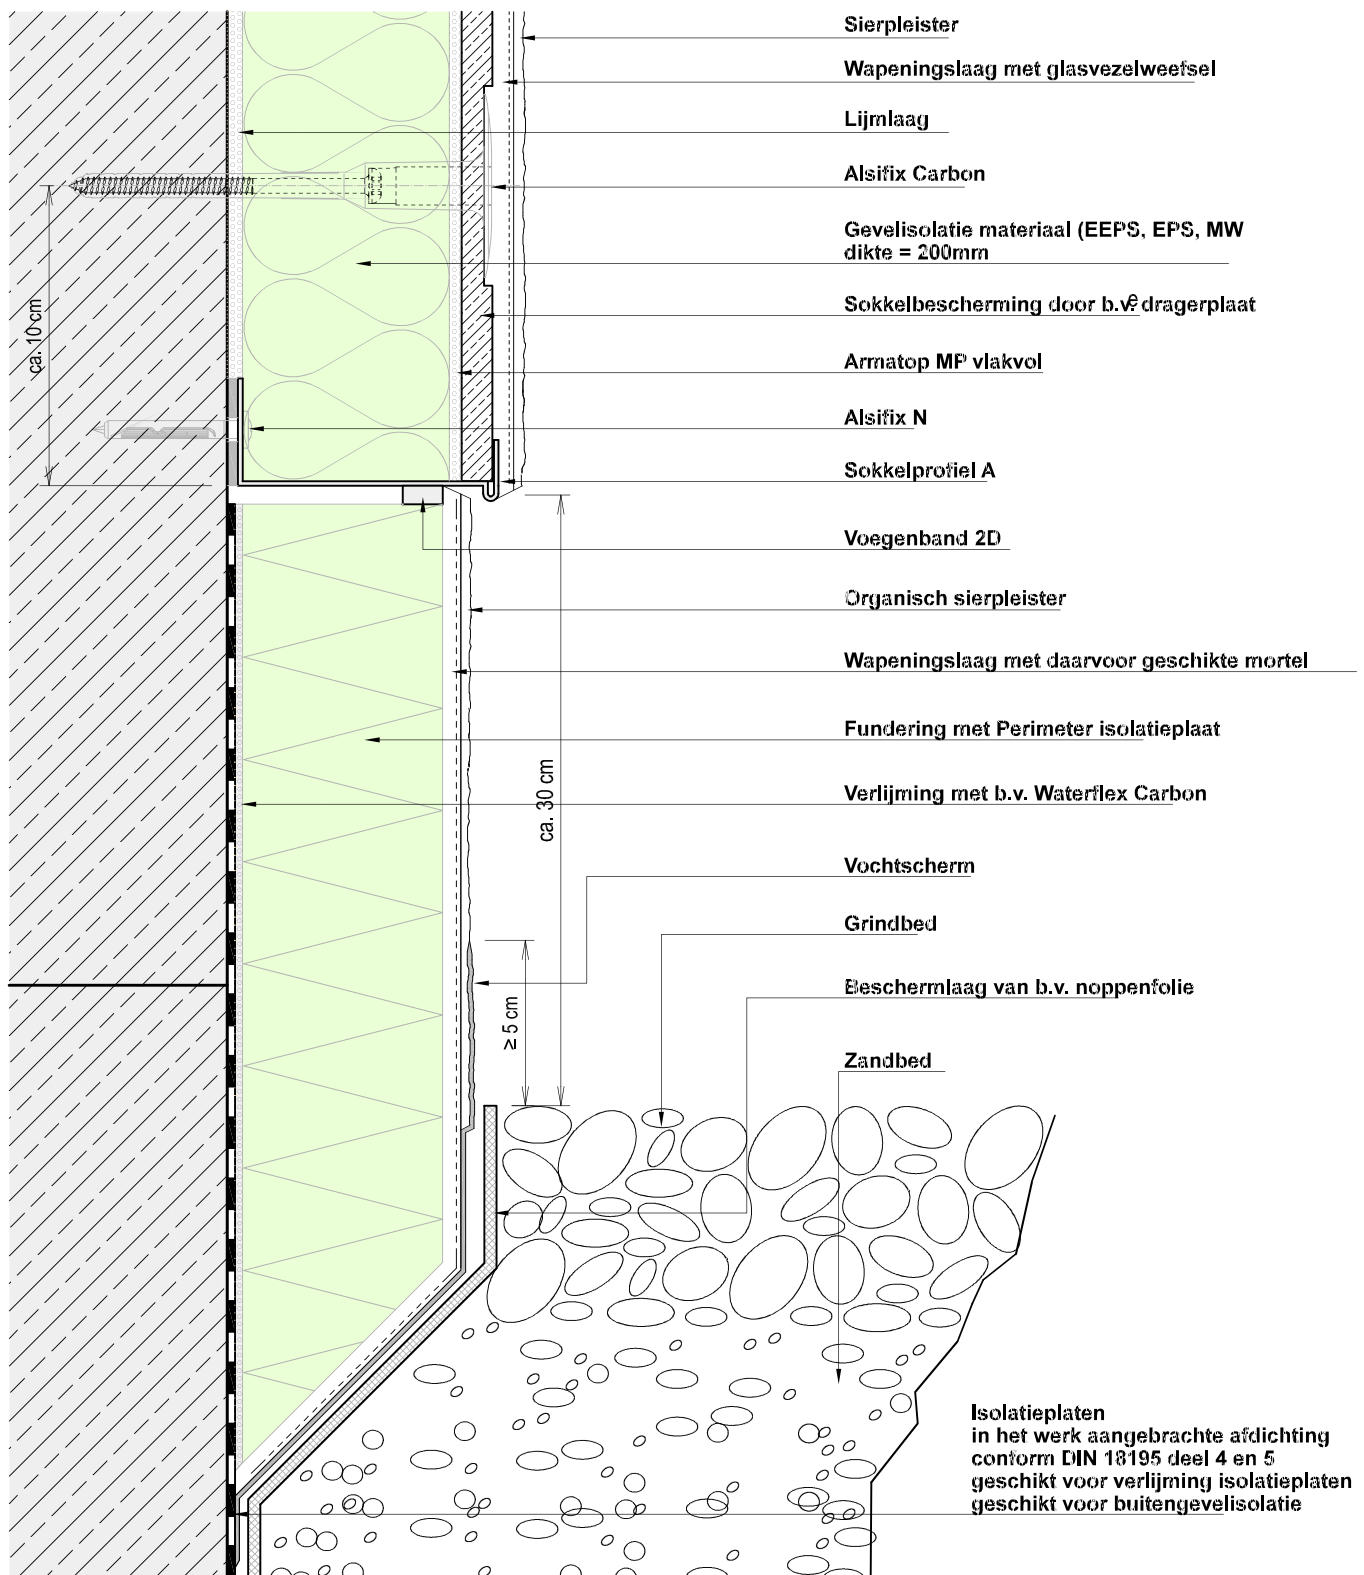 Sierpleister
Wapeningslaag met glasvezelweefsel
Lijmlaag
Alsifix Carbon
Gevelisolatie materiaal (EEPS, EPS, MW
dikte = 200mm
ca. 10 cm
Sokkelbescherming door b.v. dragerplaat
Armatop MP vlakvol
Alsifix N
Sokkelprofiel A
Voegenband 2D
Organisch sierpleister
Wapeningslaag met daarvoor geschikte mortel
Fundering met Perimeter isolatieplaat
ca. 30 cm
Verlijming met b.v. Waterflex Carbon
Vochtscherm
Grindbed
Beschermlaag van b.v. noppenfolie
≥ 5 cm
Zandbed
Isolatieplaten
in het werk aangebrachte afdichting
conform DIN 18195 deel 4 en 5
geschikt voor verlijming isolatieplaten
geschikt voor buitengevelisolatie